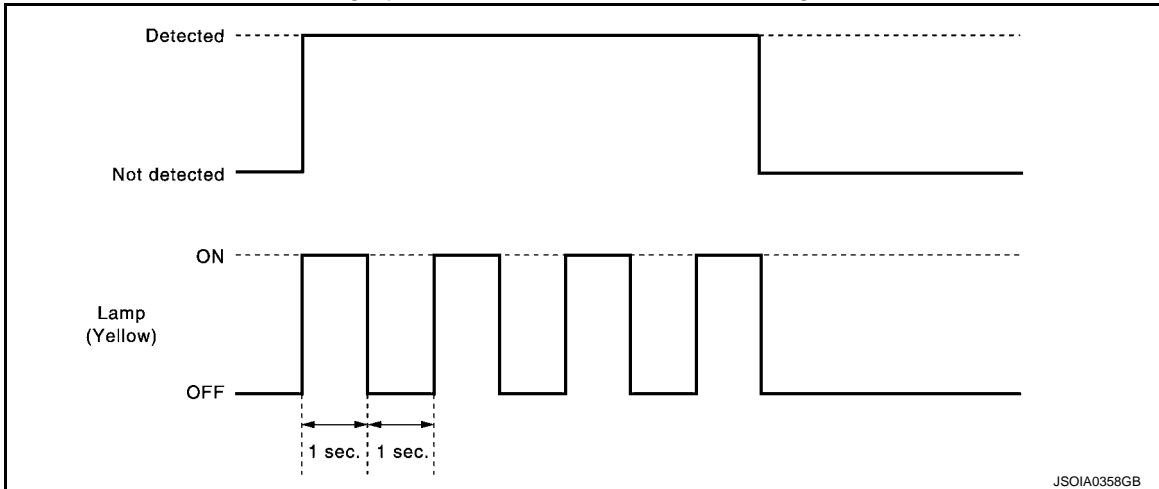 Detected
Not detected
ON
Lamp
(Yellow)
OFF
1 sec. 1 sec.
JSOIA0358GB